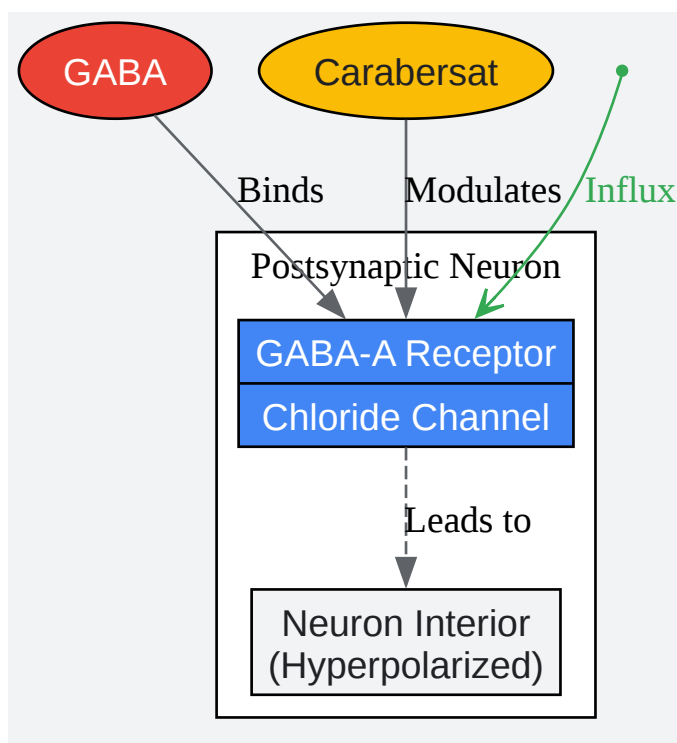 GABA
Carabersat
Binds
Modulates
Influx
Postsynaptic Neuron
GABA-A Receptor
Chloride Channel
Leads to
Neuron Interior
(Hyperpolarized)